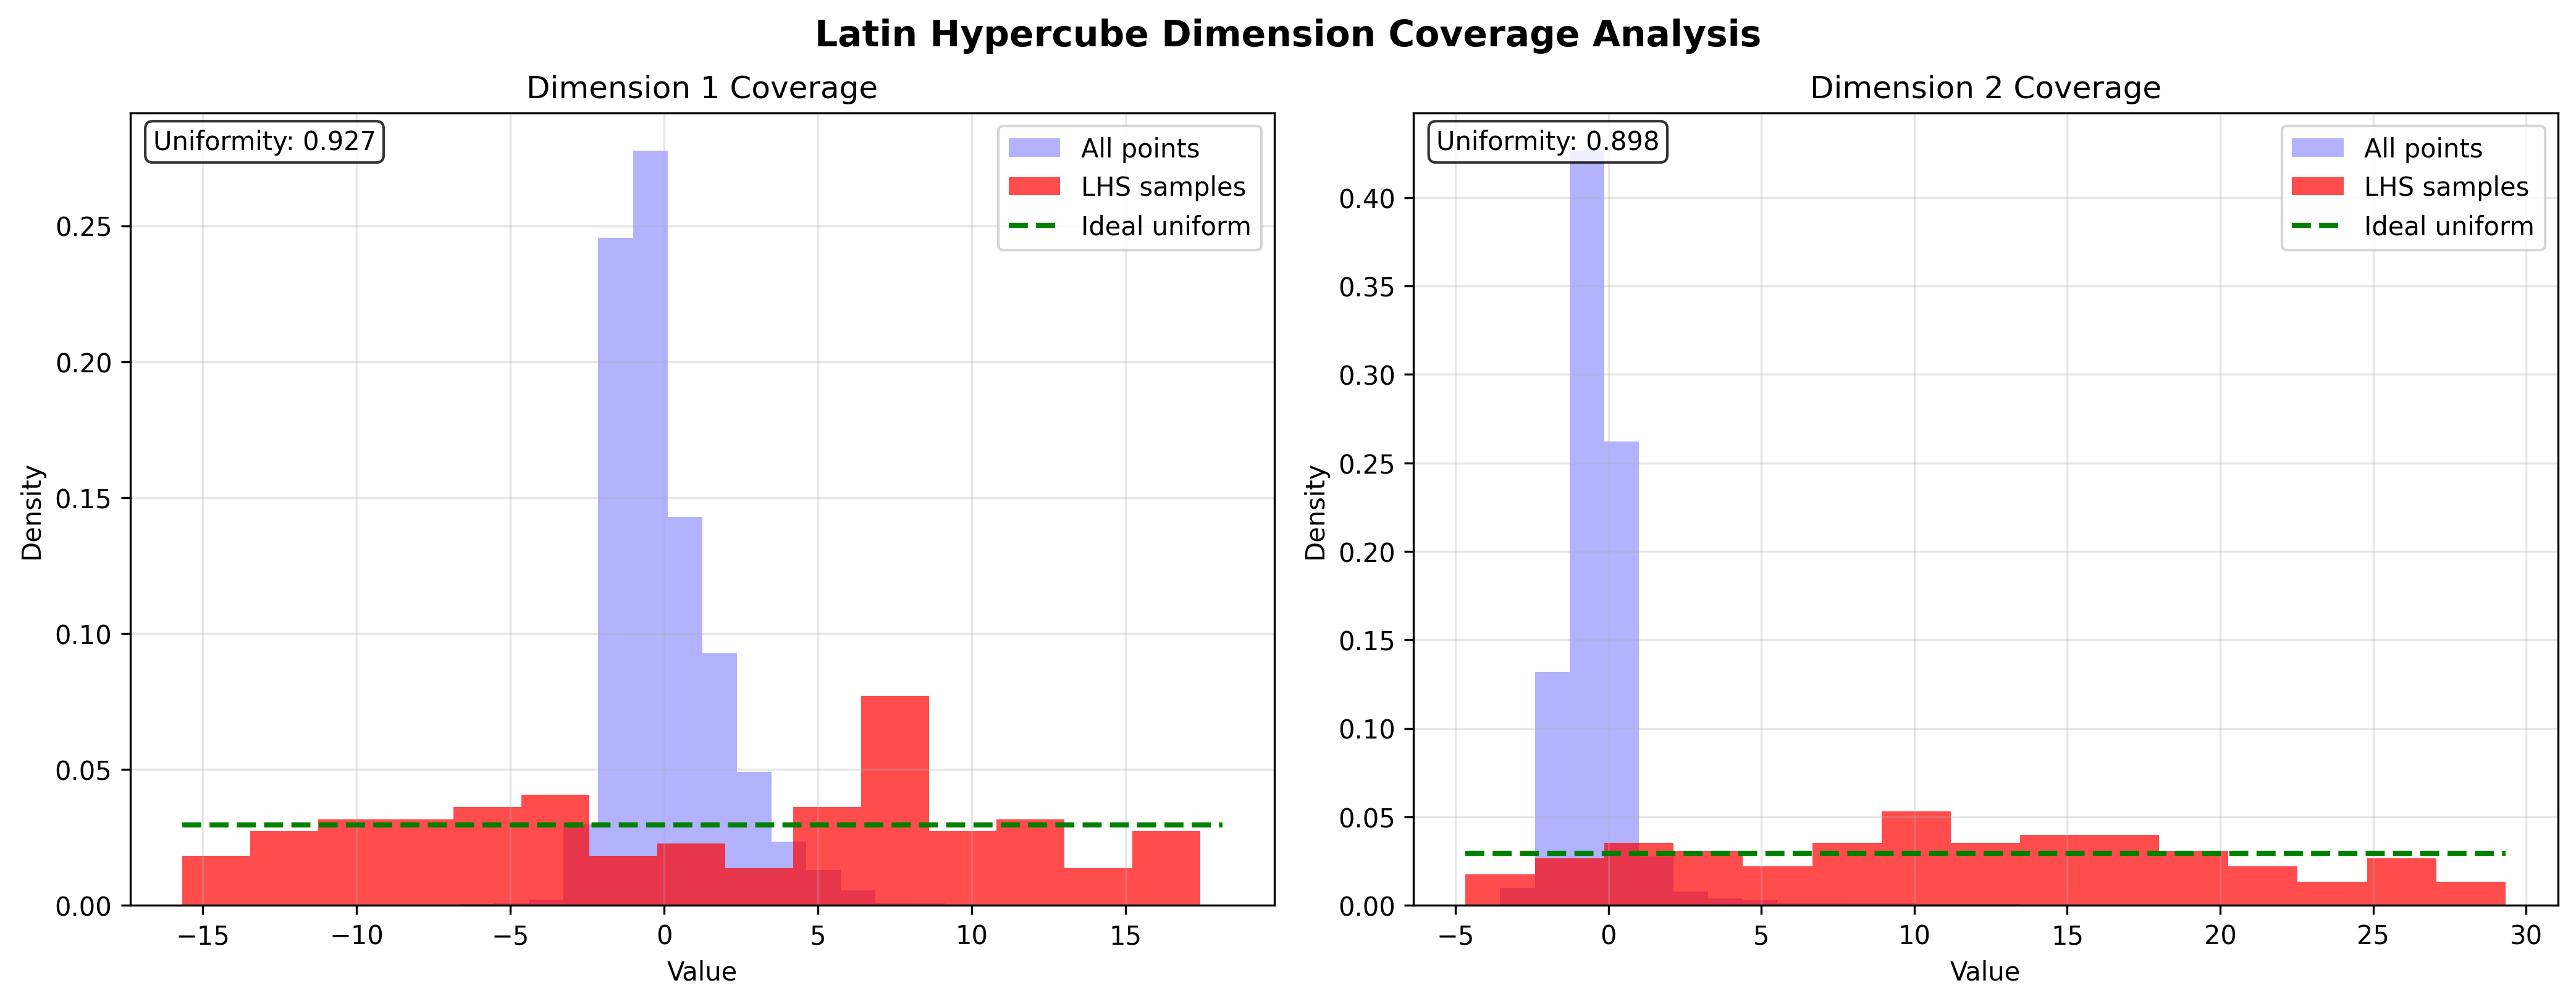 Latin Hypercube Dimension Coverage Analysis
Dimension 1 Coverage
Uniformity: 0.927
All points
LHS samples
Ideal uniform
Density
0.25
0.20
0.15
0.10
0.05
0.00
−15 −10 −5 0 5 10 15
Value
Dimension 2 Coverage
Uniformity: 0.898
All points
LHS samples
Ideal uniform
Density
0.40
0.35
0.30
0.25
0.20
0.15
0.10
0.05
0.00
−5 0 5 10 15 20 25 30
Value